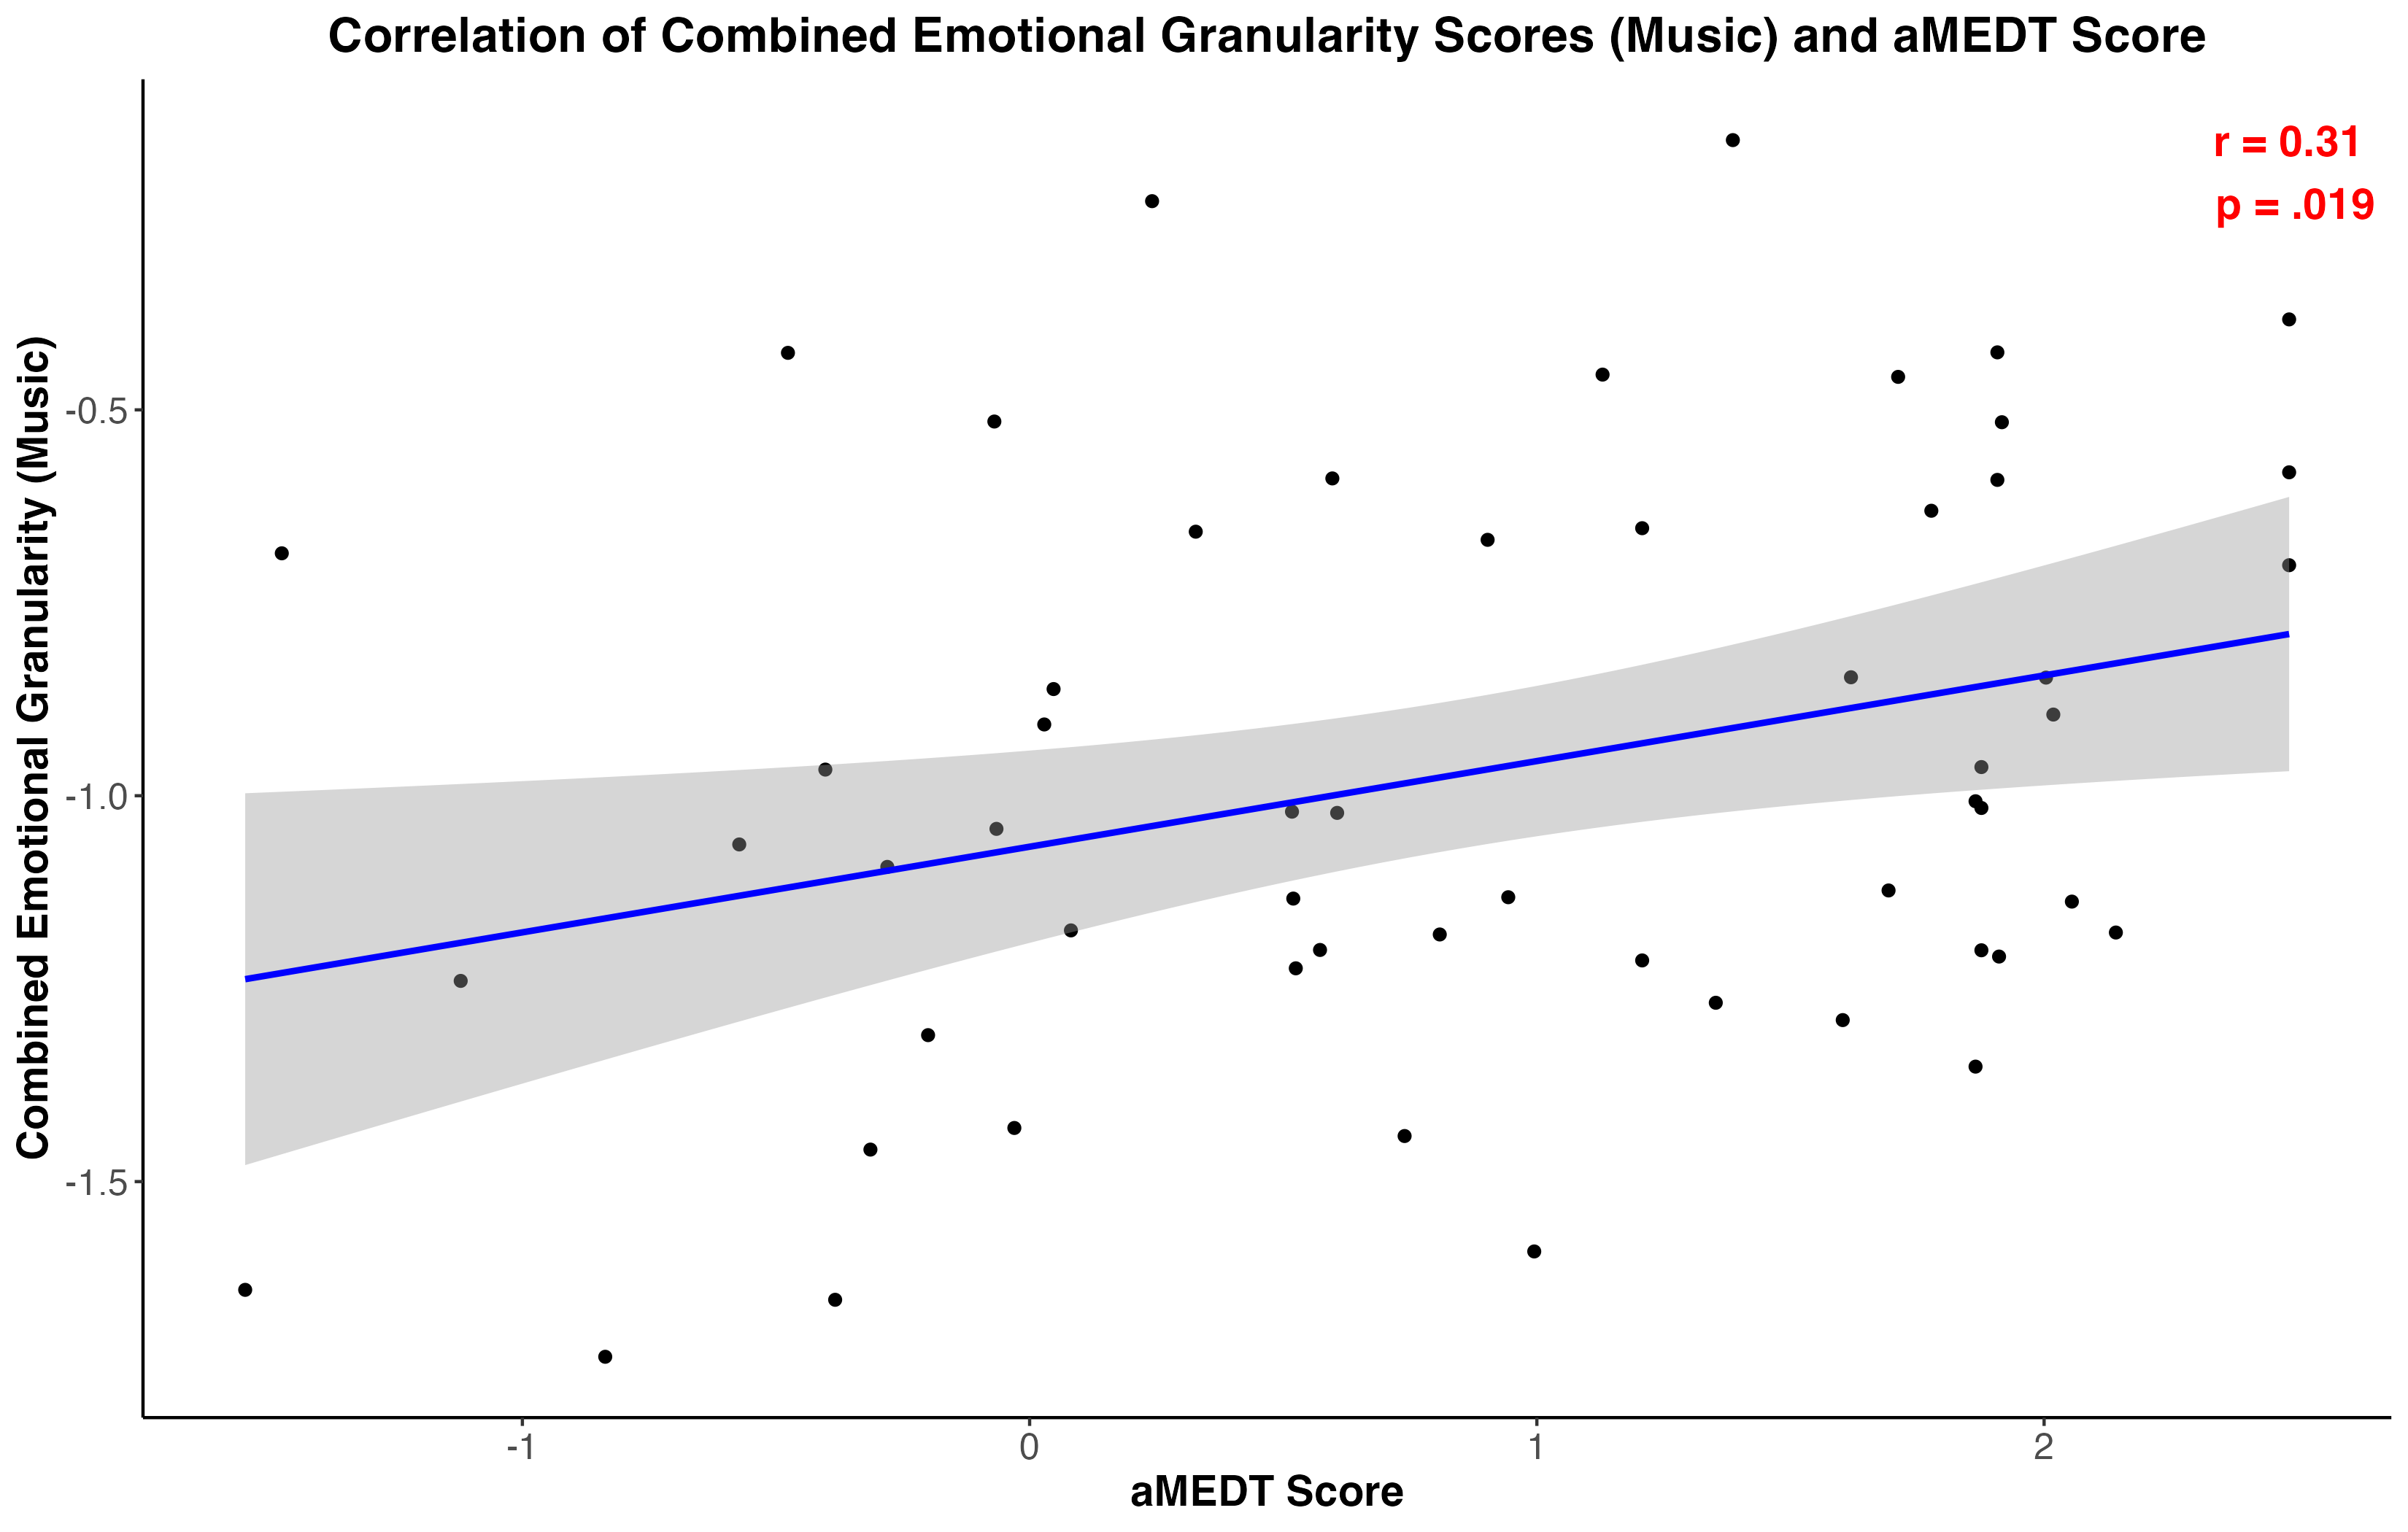 Correlation of Combined Emotional Granularity Scores (Music) and aMEDT Score
r = 0.31
p = .019
Combined Emotional Granularity (Music)
-0.5
-1.0
-1.5
-1
0
1
2
aMEDT Score